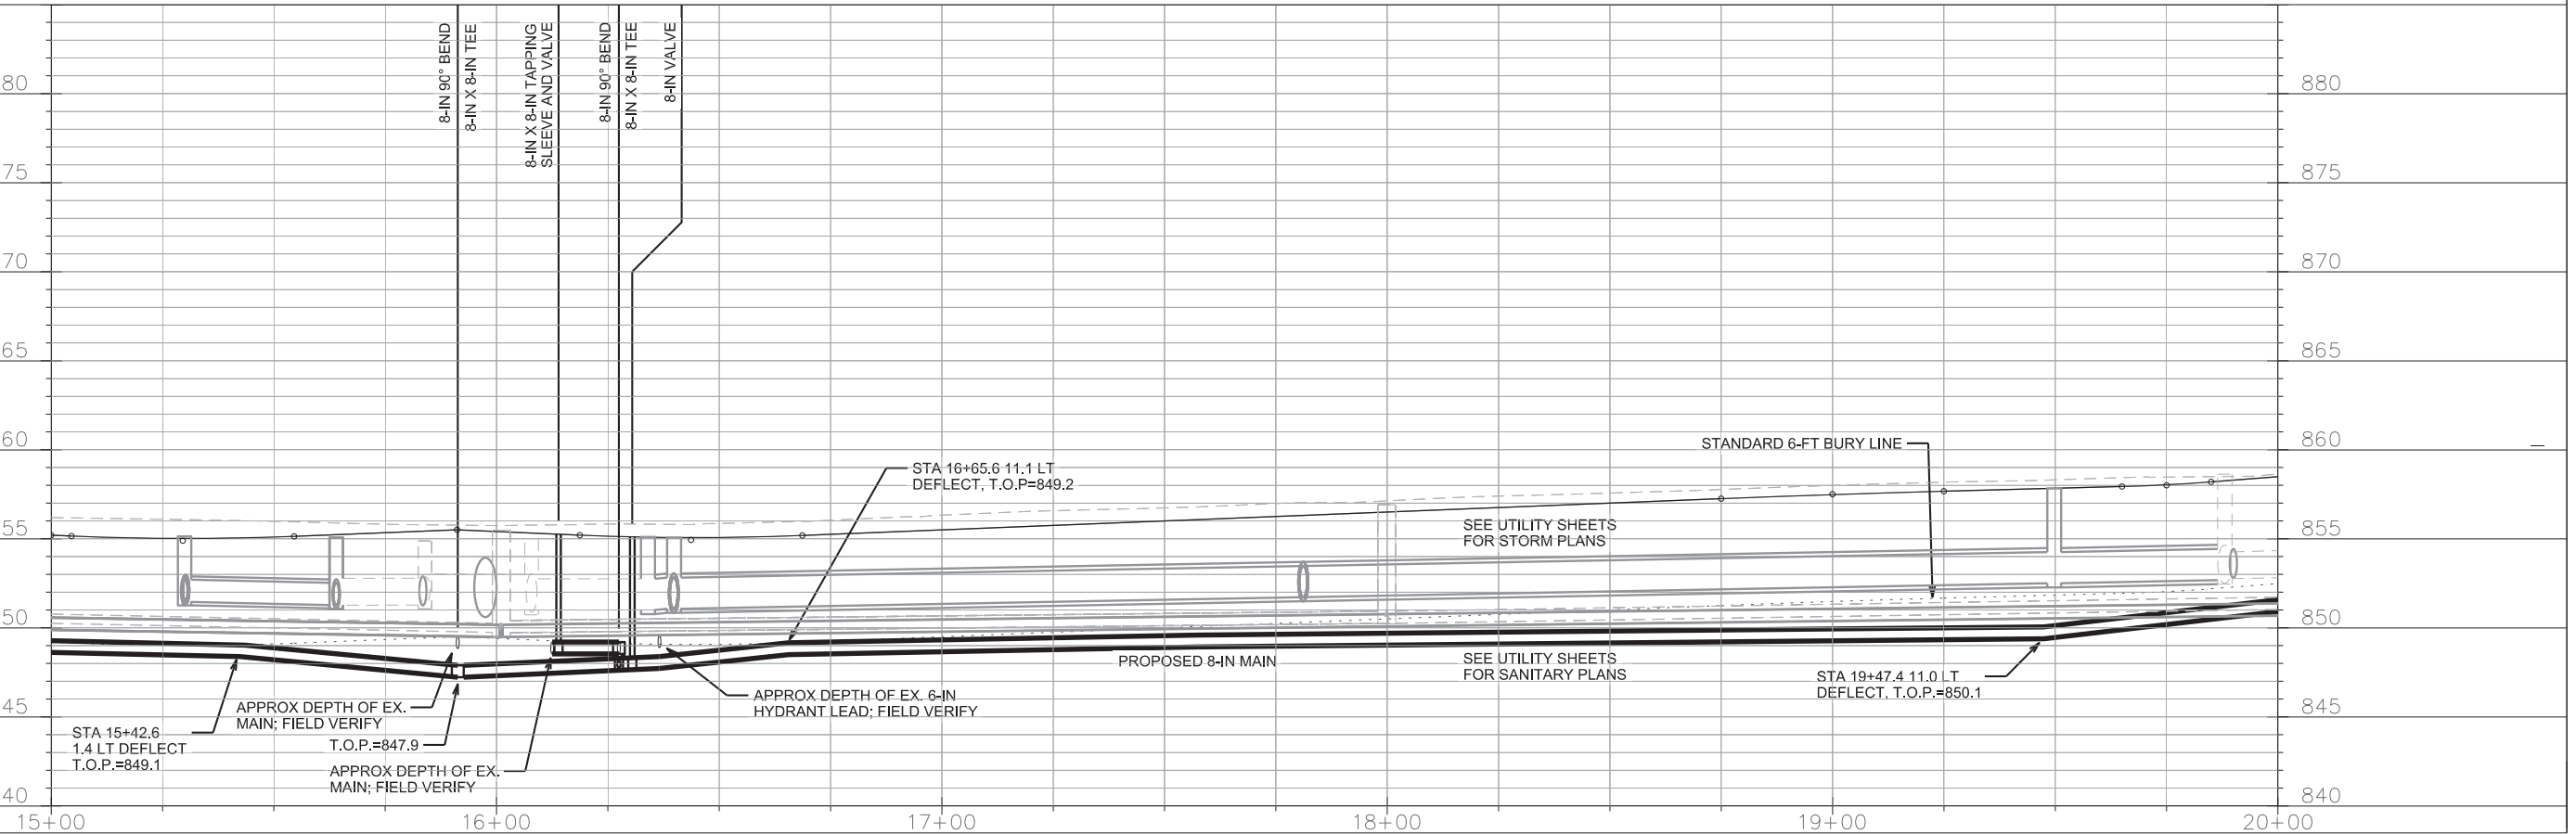 8-IN 90° BEND
8-IN X 8-IN TEE
8-IN X 8-IN TAPPING
SLEEVE AND VALVE
8-IN 90° BEND
8-IN X 8-IN TEE
8-IN VALVE
80
880
75
875
70
870
65
865
60
860
STANDARD 6-FT BURY LINE
STA 16+65.6 11.1 LT
DEFLECT, T.O.P=849.2
55
855
SEE UTILITY SHEETS
FOR STORM PLANS
50
850
PROPOSED 8-IN MAIN
SEE UTILITY SHEETS
FOR SANITARY PLANS
STA 19+47.4 11.0 LT
DEFLECT, T.O.P.=850.1
APPROX DEPTH OF EX. 6-IN
HYDRANT LEAD; FIELD VERIFY
APPROX DEPTH OF EX.
MAIN; FIELD VERIFY
45
845
STA 15+42.6
1.4 LT DEFLECT
T.O.P.=849.1
T.O.P.=847.9
APPROX DEPTH OF EX.
MAIN; FIELD VERIFY
40
840
15+00
16+00
17+00
18+00
19+00
20+00